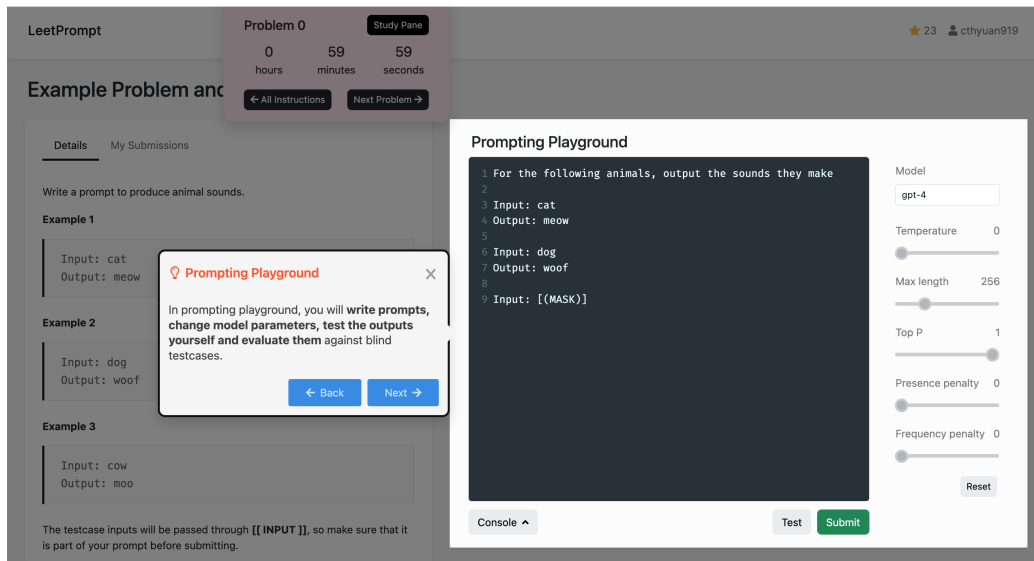 LeetPrompt
Problem 0
Study Pane
0 59 59
hours minutes seconds
← All Instructions
Next Problem →
23
cthyuan919
Example Problem and
Details
My Submissions
Write a prompt to produce animal sounds.
Example 1
Input: cat
Output: meow
Example 2
Input: dog
Output: woof
Example 3
Input: cow
Output: moo
The testcase inputs will be passed through [[ INPUT ]], so make sure that it
is part of your prompt before submitting.
Prompting Playground
In prompting playground, you will write prompts,
change model parameters, test the outputs
yourself and evaluate them against blind
testcases.
← Back
Next →
Prompting Playground
1 For the following animals, output the sounds they make
2
3 Input: cat
4 Output: meow
5
6 Input: dog
7 Output: woof
8
9 Input: [(MASK)]
Console
Test
Submit
Model
gpt-4
Temperature 0
Max length 256
Top P 1
Presence penalty 0
Frequency penalty 0
Reset